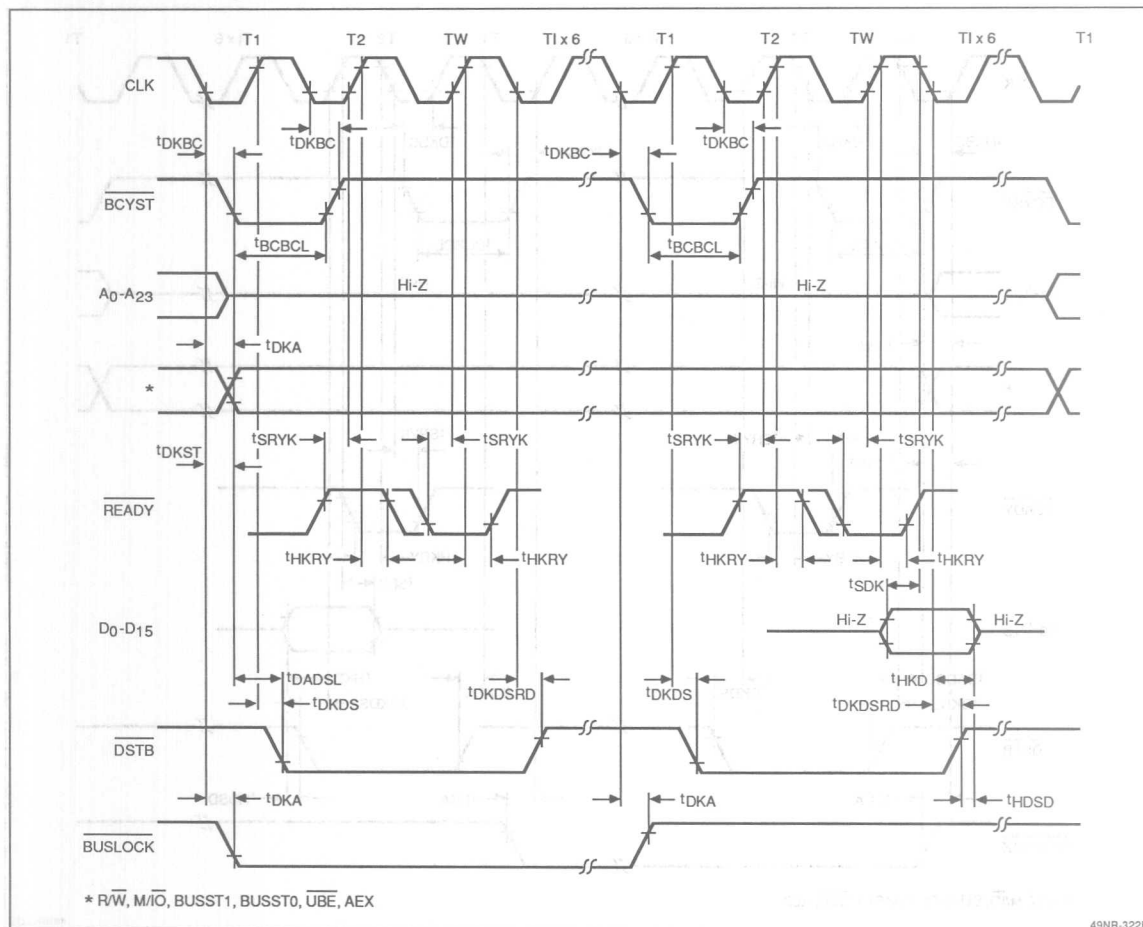 T1 T2 TW TI x 6 T1 T2 TW TI x 6 T1
CLK
tDKBC tDKBC tDKBC tDKBC
BCYST
tBCBCL tBCBCL
A0-A23 Hi-Z Hi-Z
tDKA
*
tSRYK tSRYK tSRYK tSRYK
tDKST
READY
tHKRY tHKRY tHKRY tHKRY
tSDK
D0-D15 Hi-Z Hi-Z
tDADSL tDKDSRD tDKDS tHKD
tDKDS tDKDSRD
DSTB
tDKA tDKA tHDSD
BUSLOCK
* R/W, M/IO, BUSST1, BUSST0, UBE, AEX